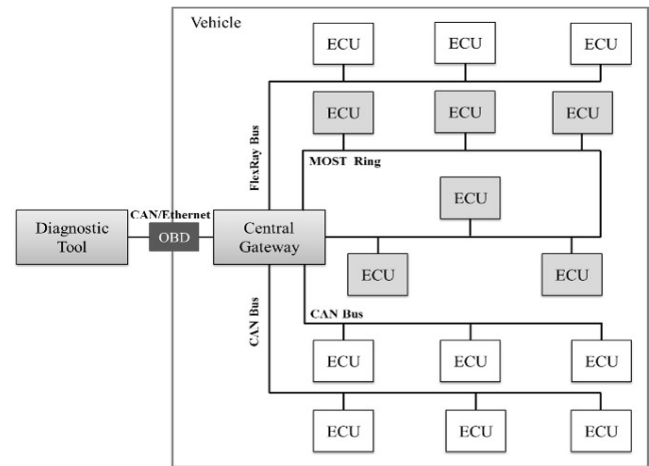 Vehicle
ECU
ECU
ECU
ECU
ECU
ECU
FlexRay Bus
MOST Ring
ECU
CAN/Ethernet
Diagnostic
Tool
OBD
Central
Gateway
ECU
ECU
CAN Bus
CAN Bus
ECU
ECU
ECU
ECU
ECU
ECU